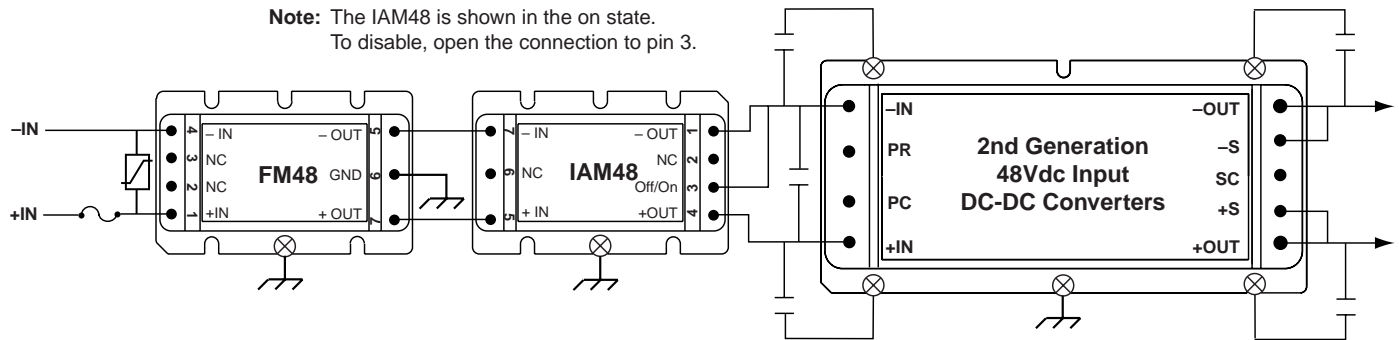 Note: The IAM48 is shown in the on state.
To disable, open the connection to pin 3.
–IN
+IN
4
3
2
1
– IN
NC
NC
+IN
FM48
– OUT
GND
+ OUT
5
6
7
7
6
5
– IN
NC
+ IN
IAM48
– OUT
NC
Off/On
+OUT
1
2
3
4
–IN
PR
PC
+IN
2nd Generation
48Vdc Input
DC-DC Converters
–OUT
–S
SC
+S
+OUT